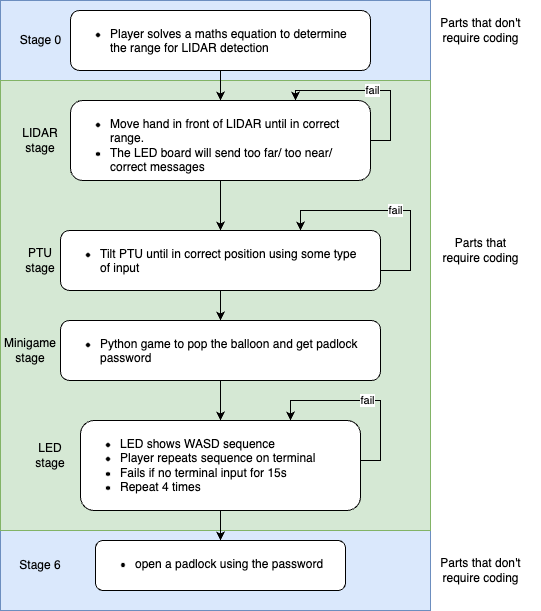 Stage 0
• Player solves a maths equation to determine
the range for LIDAR detection
Parts that don't
require coding
fail
LIDAR
stage
• Move hand in front of LIDAR until in correct
range.
• The LED board will send too far/ too near/
correct messages
fail
PTU
stage
• Tilt PTU until in correct position using some type
of input
Parts that
require coding
Minigame
stage
• Python game to pop the balloon and get padlock
password
fail
LED
stage
• LED shows WASD sequence
• Player repeats sequence on terminal
• Fails if no terminal input for 15s
• Repeat 4 times
Stage 6
• open a padlock using the password
Parts that don't
require coding